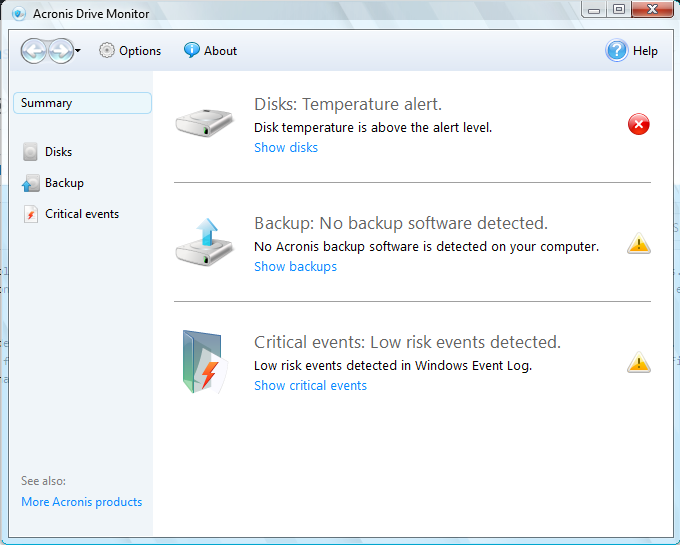 Acronis Drive Monitor
Options
About
Help
Summary
Disks
Backup
Critical events
Disks: Temperature alert.
Disk temperature is above the alert level.
Show disks
Backup: No backup software detected.
No Acronis backup software is detected on your computer.
Show backups
Critical events: Low risk events detected.
Low risk events detected in Windows Event Log.
Show critical events
See also:
More Acronis products